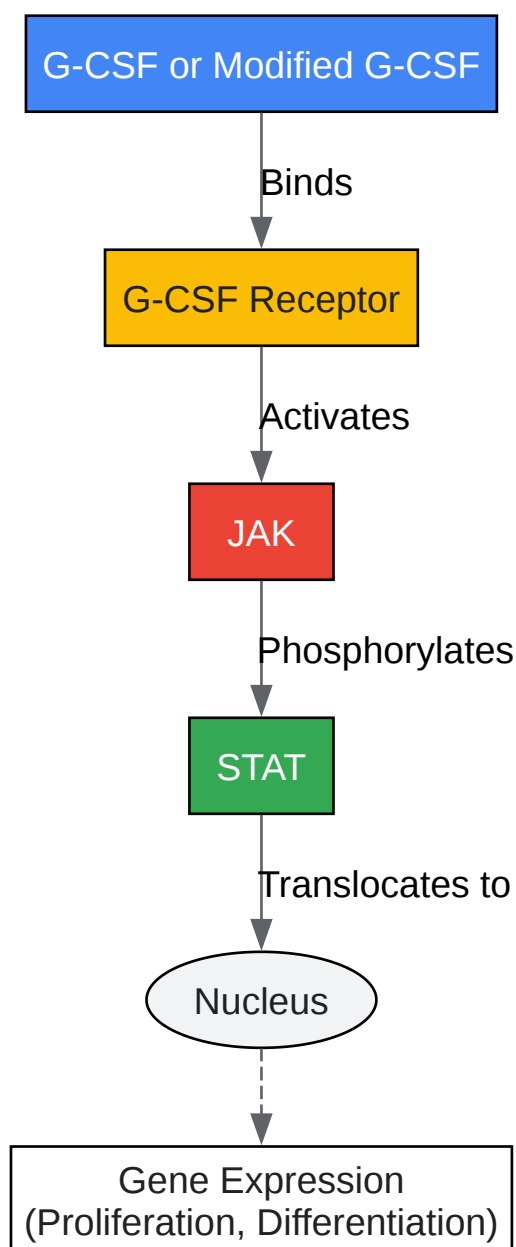 G-CSF or Modified G-CSF
Binds
G-CSF Receptor
Activates
JAK
Phosphorylates
STAT
Translocates to
Nucleus
Gene Expression
(Proliferation, Differentiation)